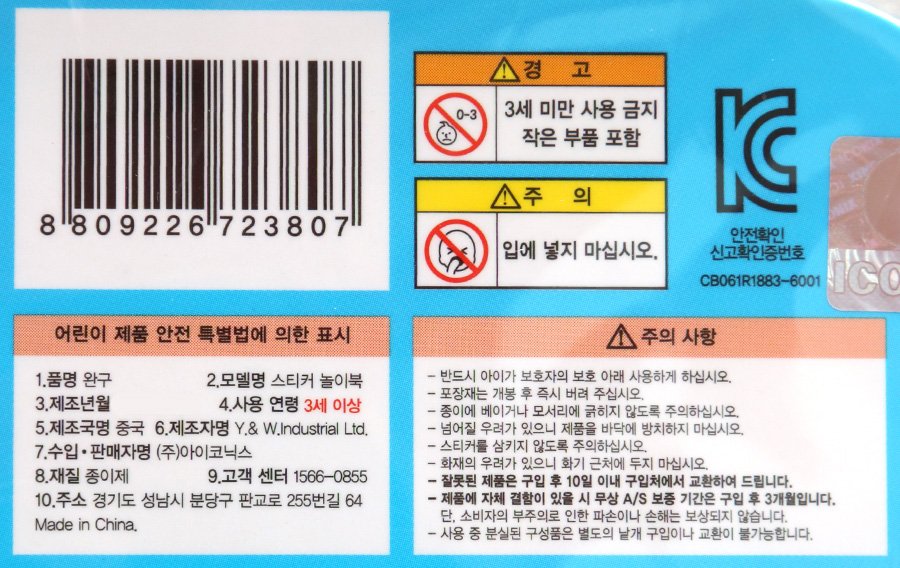 8 809226 723807
경 고
0-3
3세 미만 사용 금지
작은 부품 포함
주 의
입에 넣지 마십시오.
안전확인
신고확인증번호
CB061R1883-6001
ICO
어린이 제품 안전 특별법에 의한 표시
1.품명 완구 2.모델명 스티커 놀이북
3.제조년월 4.사용 연령 3세 이상
5.제조국명 중국 6.제조자명 Y.& W.Industrial Ltd.
7.수입·판매자명 (주)아이코닉스
8.재질 종이제 9.고객 센터 1566-0855
10.주소 경기도 성남시 분당구 판교로 255번길 64
Made in China.
주의 사항
- 반드시 아이가 보호자의 보호 아래 사용하게 하십시오.
- 포장재는 개봉 후 즉시 버려 주십시오.
- 종이에 베이거나 모서리에 긁히지 않도록 주의하십시오.
- 넘어질 우려가 있으니 제품을 바닥에 방치하지 마십시오.
- 스티커를 삼키지 않도록 주의하십시오.
- 화재의 우려가 있으니 화기 근처에 두지 마십시오.
- 잘못된 제품은 구입 후 10일 이내 구입처에서 교환하여 드립니다.
- 제품에 자체 결함이 있을 시 무상 A/S 보증 기간은 구입 후 3개월입니다.
단, 소비자의 부주의로 인한 파손이나 손해는 보상되지 않습니다.
- 사용 중 분실된 구성품은 별도의 낱개 구입이나 교환이 불가능합니다.